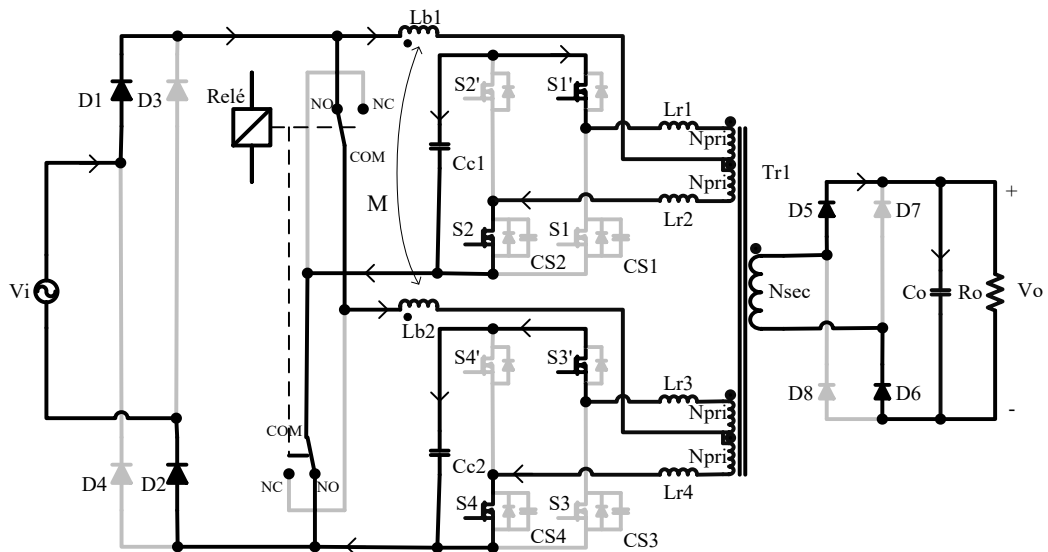 Lb1
D1
D3
Relé
NO
NC
COM
S2'
S1'
Cc1
M
Lr1
Npri
Npri
Lr2
Tr1
S2
CS2
S1
CS1
Vi
Lb2
D5
D7
+
Nsec
Co
Ro
Vo
D8
D6
-
S4'
S3'
Cc2
Lr3
Npri
Npri
Lr4
COM
NC
NO
D4
D2
S4
CS4
S3
CS3